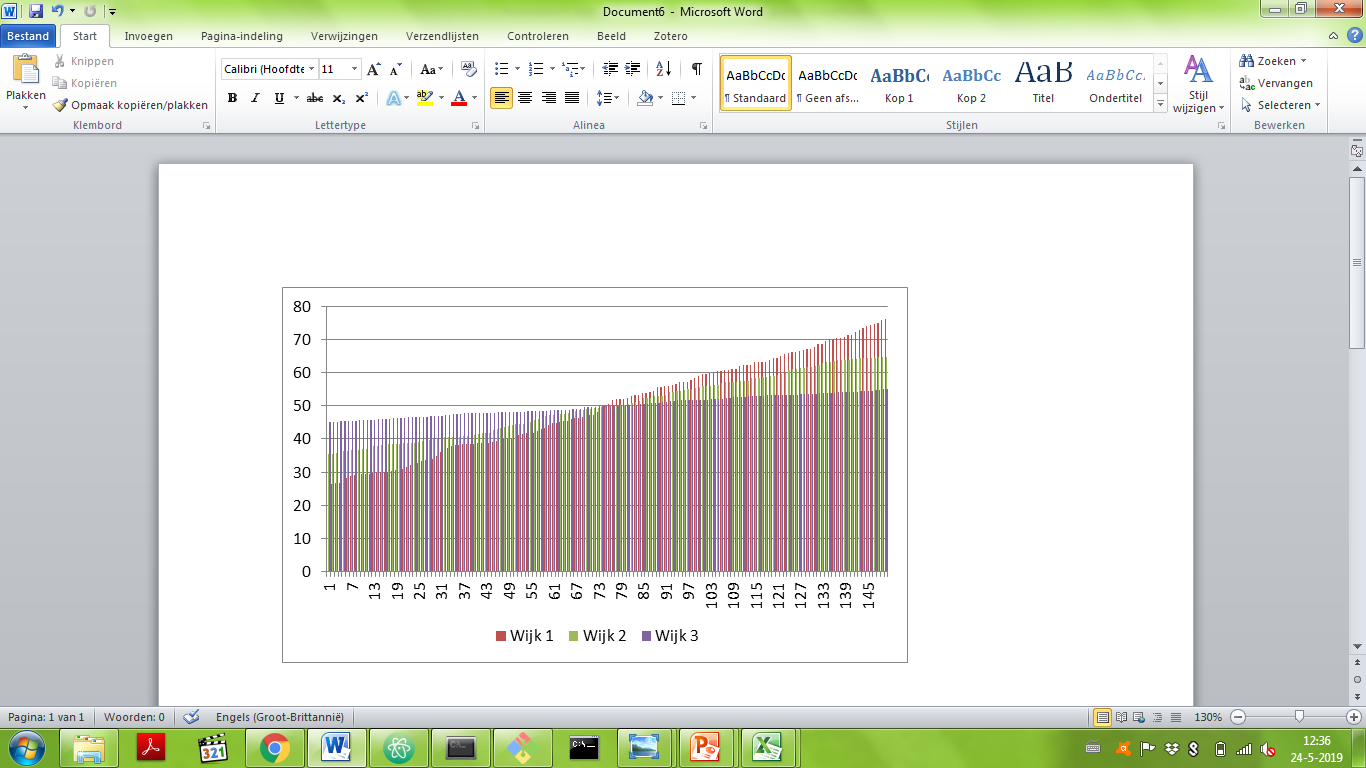 Document6 - Microsoft Word
Bestand Start Invoegen Pagina-indeling Verwijzingen Verzendlijsten Controleren Beeld Zotero
Plakken
Knippen
Kopiëren
Opmaak kopiëren/plakken
Klembord
Calibri (Hoofdte 11
Lettertype
Alinea
AaBbCcDc AaBbCcDc AaBbC AaBbCc AaB AaBbCc.
¶ Standaard ¶ Geen afs... Kop 1 Kop 2 Titel Ondertitel
Stijlen
Stijl wijzigen
Zoeken
Vervangen
Selecteren
Bewerken
80
70
60
50
40
30
20
10
0
1 7 13 19 25 31 37 43 49 55 61 67 73 79 85 91 97 103 109 115 121 127 133 139 145
Wijk 1 Wijk 2 Wijk 3
Pagina: 1 van 1 Woorden: 0 Engels (Groot-Brittannië) 130%
321
C:\_
12:36
24-5-2019